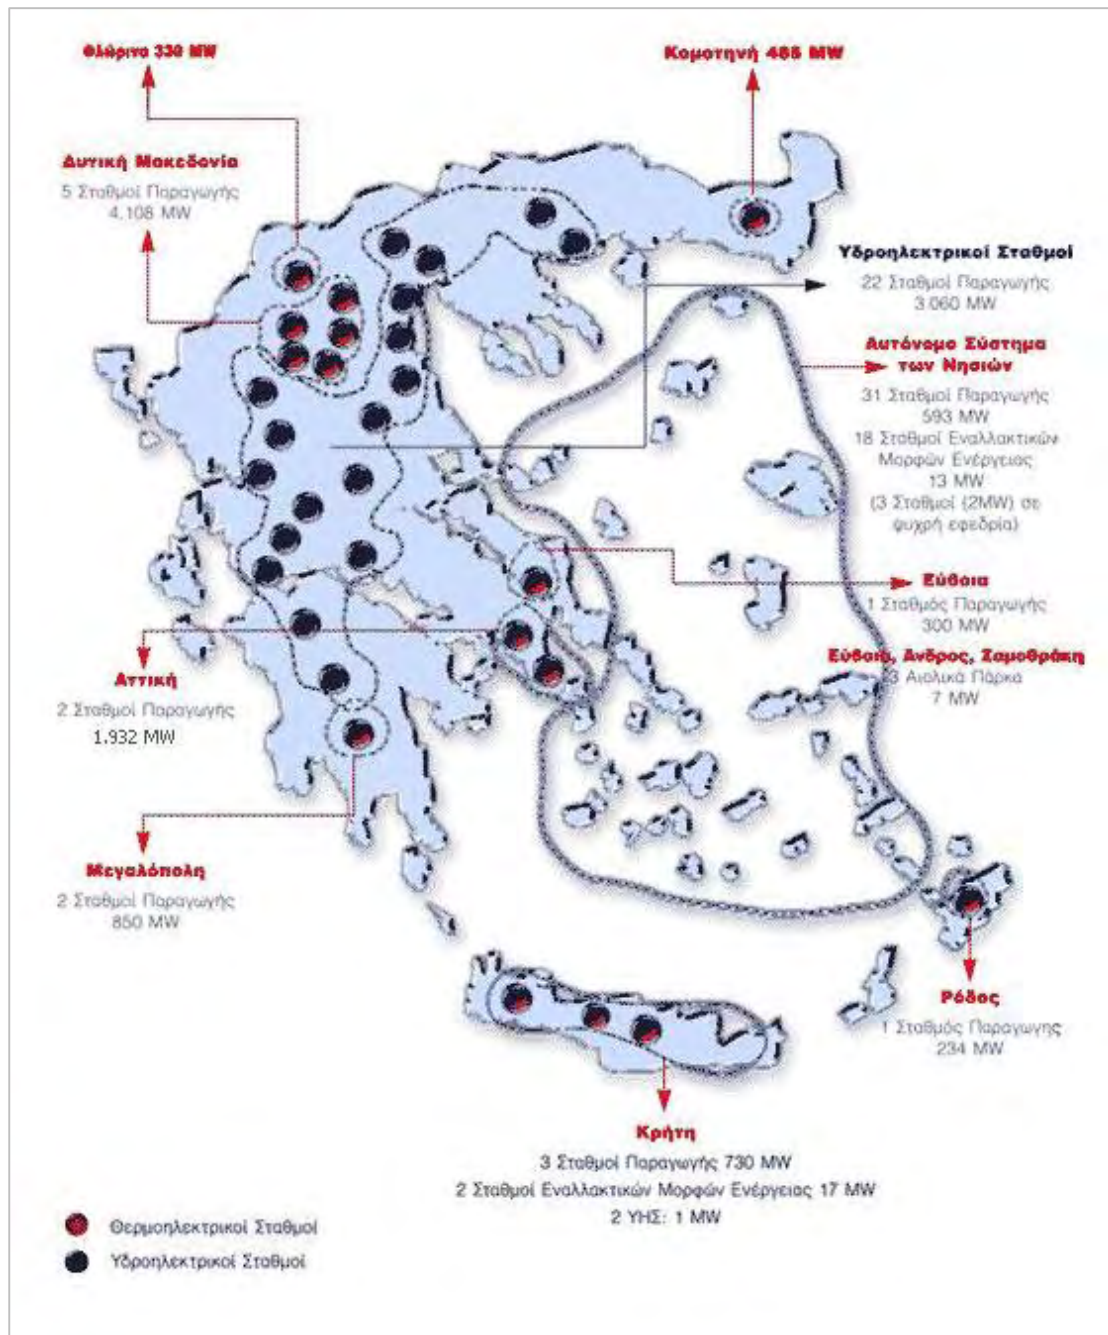 Φλώρινα 330 MW
Κομοτηνή 485 MW
Δυτική Μακεδονία
5 Σταθμοί Παραγωγής
4.108 MW
Υδροηλεκτρικοί Σταθμοί
22 Σταθμοί Παραγωγής
3.060 MW
Αυτόνομο Σύστημα
των Νησιών
31 Σταθμοί Παραγωγής
593 MW
18 Σταθμοί Εναλλακτικών
Μορφών Ενέργειας
13 MW
(3 Σταθμοί (2MW) σε
ψυχρή εφεδρία)
Εύβοια
1 Σταθμός Παραγωγής
300 MW
Εύβοια, Ανδρος, Σαμοθράκη
3 Αιολικά Πάρκα
7 MW
Αττική
2 Σταθμοί Παραγωγής
1.932 MW
Μεγαλόπολη
2 Σταθμοί Παραγωγής
850 MW
Ρόδος
1 Σταθμός Παραγωγης
234 MW
Κρήτη
3 Σταθμοί Παραγωγής 730 MW
2 Σταθμοί Εναλλακτικών Μορφών Ενέργειας 17 MW
2 ΥΗΣ: 1 MW
Θερμοηλεκτρικοί Σταθμοί
Υδροηλεκτρικοί Σταθμοί